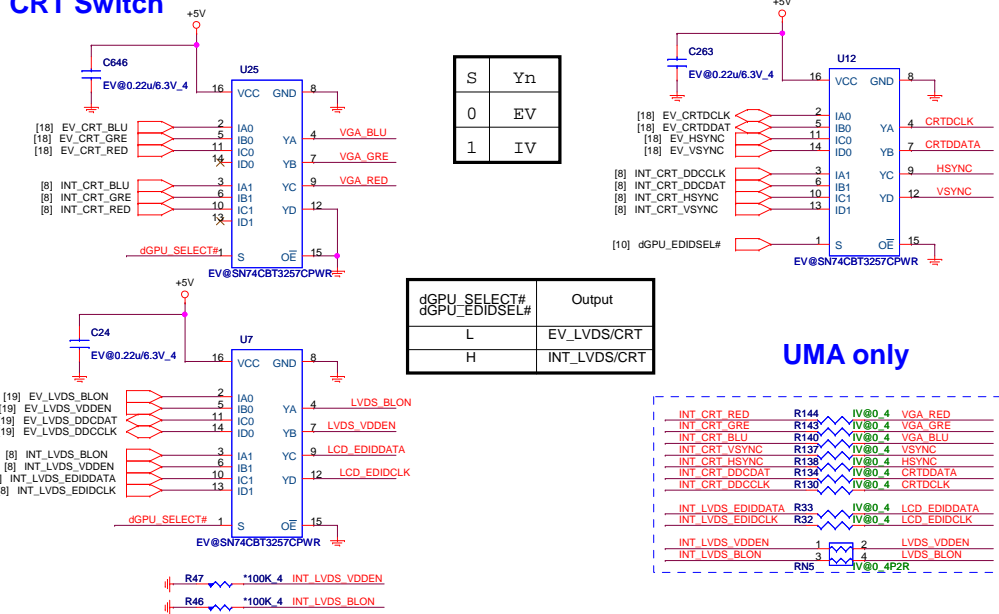 CRT Switch
+5V
C646
EV@0.22u/6.3V_4
U25
16 VCC GND 8
[18] EV_CRT_BLU 2 IA0
[18] EV_CRT_GRE 5 IB0 YA 4 VGA_BLU
[18] EV_CRT_RED 11 IC0
14 ID0 YB 7 VGA_GRE
[8] INT_CRT_BLU 3 IA1 YC 9 VGA_RED
[8] INT_CRT_GRE 6 IB1
[8] INT_CRT_RED 10 IC1 YD 12
13 ID1
dGPU_SELECT# 1 S OE 15
EV@SN74CBT3257CPWR
S Yn
0 EV
1 IV
+5V
C263
EV@0.22u/6.3V_4
U12
16 VCC GND 8
[18] EV_CRTDCLK 2 IA0
[18] EV_CRTDDAT 5 IB0 YA 4 CRTDCLK
[18] EV_HSYNC 11 IC0
[18] EV_VSYNC 14 ID0 YB 7 CRTDDATA
[8] INT_CRT_DDCCLK 3 IA1 YC 9 HSYNC
[8] INT_CRT_DDCDAT 6 IB1
[8] INT_CRT_HSYNC 10 IC1 YD 12 VSYNC
[8] INT_CRT_VSYNC 13 ID1
[10] dGPU_EDIDSEL# 1 S OE 15
EV@SN74CBT3257CPWR
+5V
C24
EV@0.22u/6.3V_4
U7
16 VCC GND 8
[19] EV_LVDS_BLON 2 IA0
19] EV_LVDS_VDDEN 5 IB0 YA 4 LVDS_BLON
19] EV_LVDS_DDCDAT 11 IC0
19] EV_LVDS_DDCCLK 14 ID0 YB 7 LVDS_VDDEN
[8] INT_LVDS_BLON 3 IA1 YC 9 LCD_EDIDDATA
[8] INT_LVDS_VDDEN 6 IB1
] INT_LVDS_EDIDDATA 10 IC1 YD 12 LCD_EDIDCLK
8] INT_LVDS_EDIDCLK 13 ID1
dGPU_SELECT# 1 S OE 15
EV@SN74CBT3257CPWR
R47 *100K_4 INT_LVDS_VDDEN
R46 *100K_4 INT_LVDS_BLON
dGPU_SELECT#
dGPU_EDIDSEL# Output
L EV_LVDS/CRT
H INT_LVDS/CRT
UMA only
INT_CRT_RED R144 IV@0_4 VGA_RED
INT_CRT_GRE R143 IV@0_4 VGA_GRE
INT_CRT_BLU R140 IV@0_4 VGA_BLU
INT_CRT_VSYNC R137 IV@0_4 VSYNC
INT_CRT_HSYNC R138 IV@0_4 HSYNC
INT_CRT_DDCDAT R134 IV@0_4 CRTDDATA
INT_CRT_DDCCLK R130 IV@0_4 CRTDCLK
INT_LVDS_EDIDDATA R33 IV@0_4 LCD_EDIDDATA
INT_LVDS_EDIDCLK R32 IV@0_4 LCD_EDIDCLK
INT_LVDS_VDDEN 1 2 LVDS_VDDEN
INT_LVDS_BLON 3 4 LVDS_BLON
RN5 IV@0_4P2R